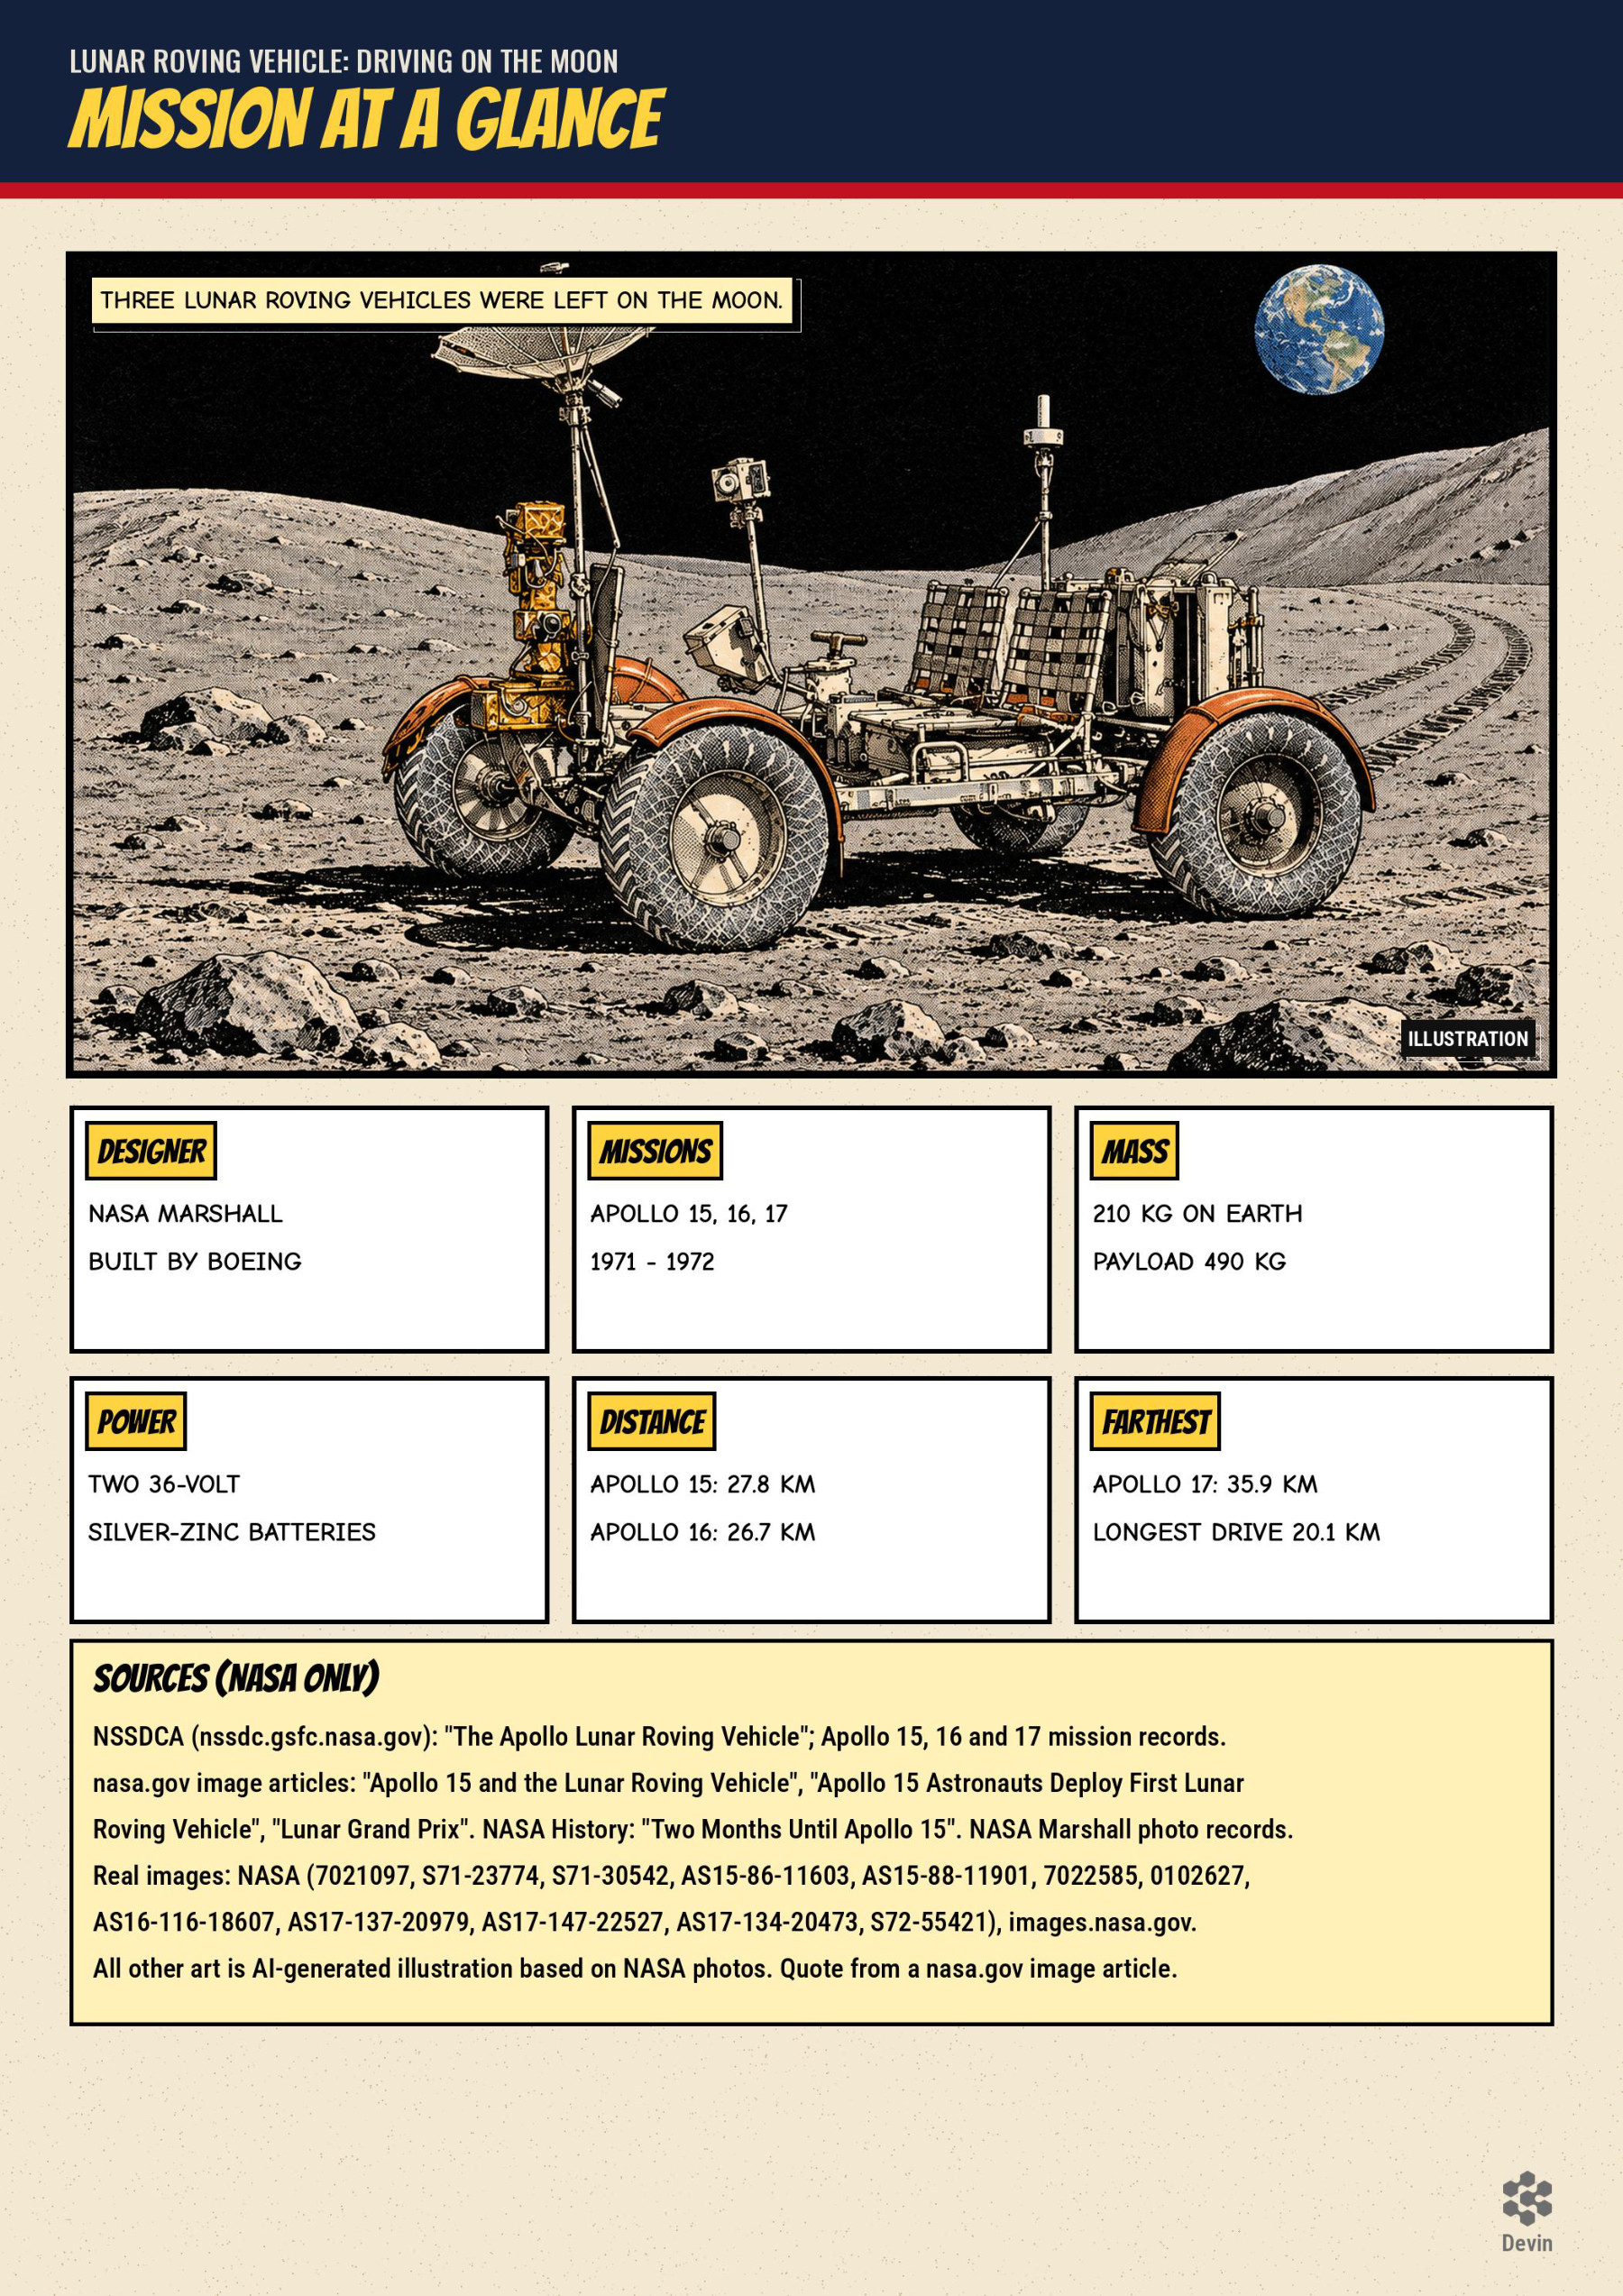 LUNAR ROVING VEHICLE: DRIVING ON THE MOON
MISSION AT A GLANCE
THREE LUNAR ROVING VEHICLES WERE LEFT ON THE MOON.
ILLUSTRATION
DESIGNER
NASA MARSHALL
BUILT BY BOEING
MISSIONS
APOLLO 15, 16, 17
1971 - 1972
MASS
210 KG ON EARTH
PAYLOAD 490 KG
POWER
TWO 36-VOLT
SILVER-ZINC BATTERIES
DISTANCE
APOLLO 15: 27.8 KM
APOLLO 16: 26.7 KM
FARTHEST
APOLLO 17: 35.9 KM
LONGEST DRIVE 20.1 KM
SOURCES (NASA ONLY)
NSSDCA (nssdc.gsfc.nasa.gov): "The Apollo Lunar Roving Vehicle"; Apollo 15, 16 and 17 mission records.
nasa.gov image articles: "Apollo 15 and the Lunar Roving Vehicle", "Apollo 15 Astronauts Deploy First Lunar
Roving Vehicle", "Lunar Grand Prix". NASA History: "Two Months Until Apollo 15". NASA Marshall photo records.
Real images: NASA (7021097, S71-23774, S71-30542, AS15-86-11603, AS15-88-11901, 7022585, 0102627,
AS16-116-18607, AS17-137-20979, AS17-147-22527, AS17-134-20473, S72-55421), images.nasa.gov.
All other art is AI-generated illustration based on NASA photos. Quote from a nasa.gov image article.
Devin